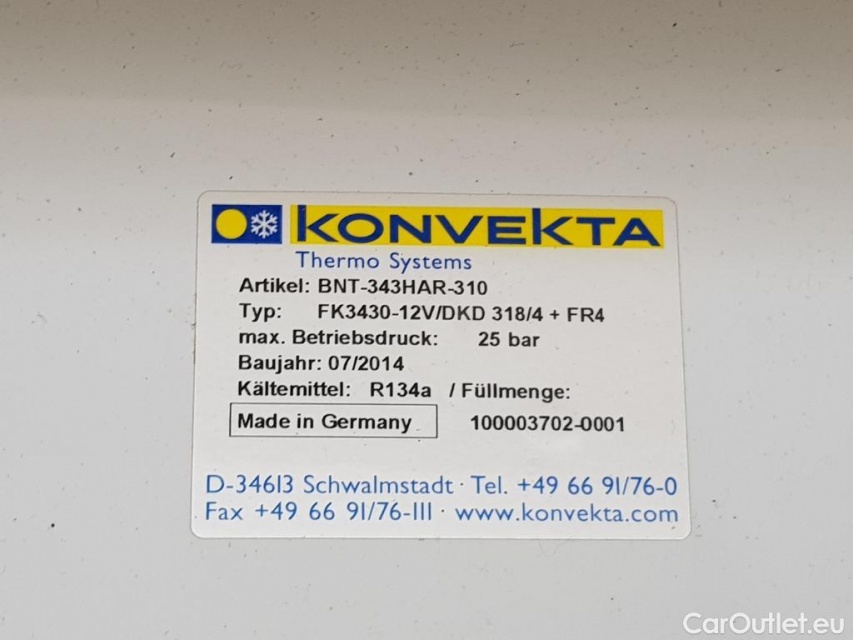 KONVEKTA
Thermo Systems
Artikel: BNT-343HAR-310
Typ: FK3430-12V/DKD 318/4 + FR4
max. Betriebsdruck: 25 bar
Baujahr: 07/2014
Kältemittel: R134a / Füllmenge:
Made in Germany 100003702-0001
D-34613 Schwalmstadt · Tel. +49 66 91/76-0
Fax +49 66 91/76-111 · www.konvekta.com
CarOutlet.eu